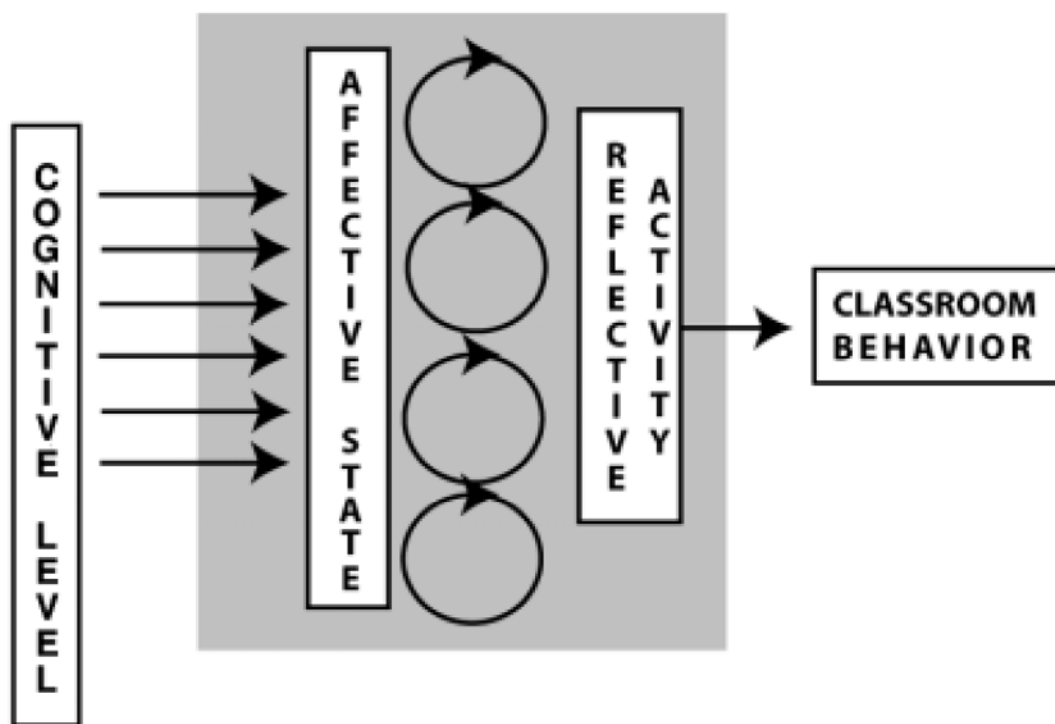 COGNITIVE LEVEL
AFFECTIVE STATE
REFLECTIVE
ACTIVITY
CLASSROOM
BEHAVIOR